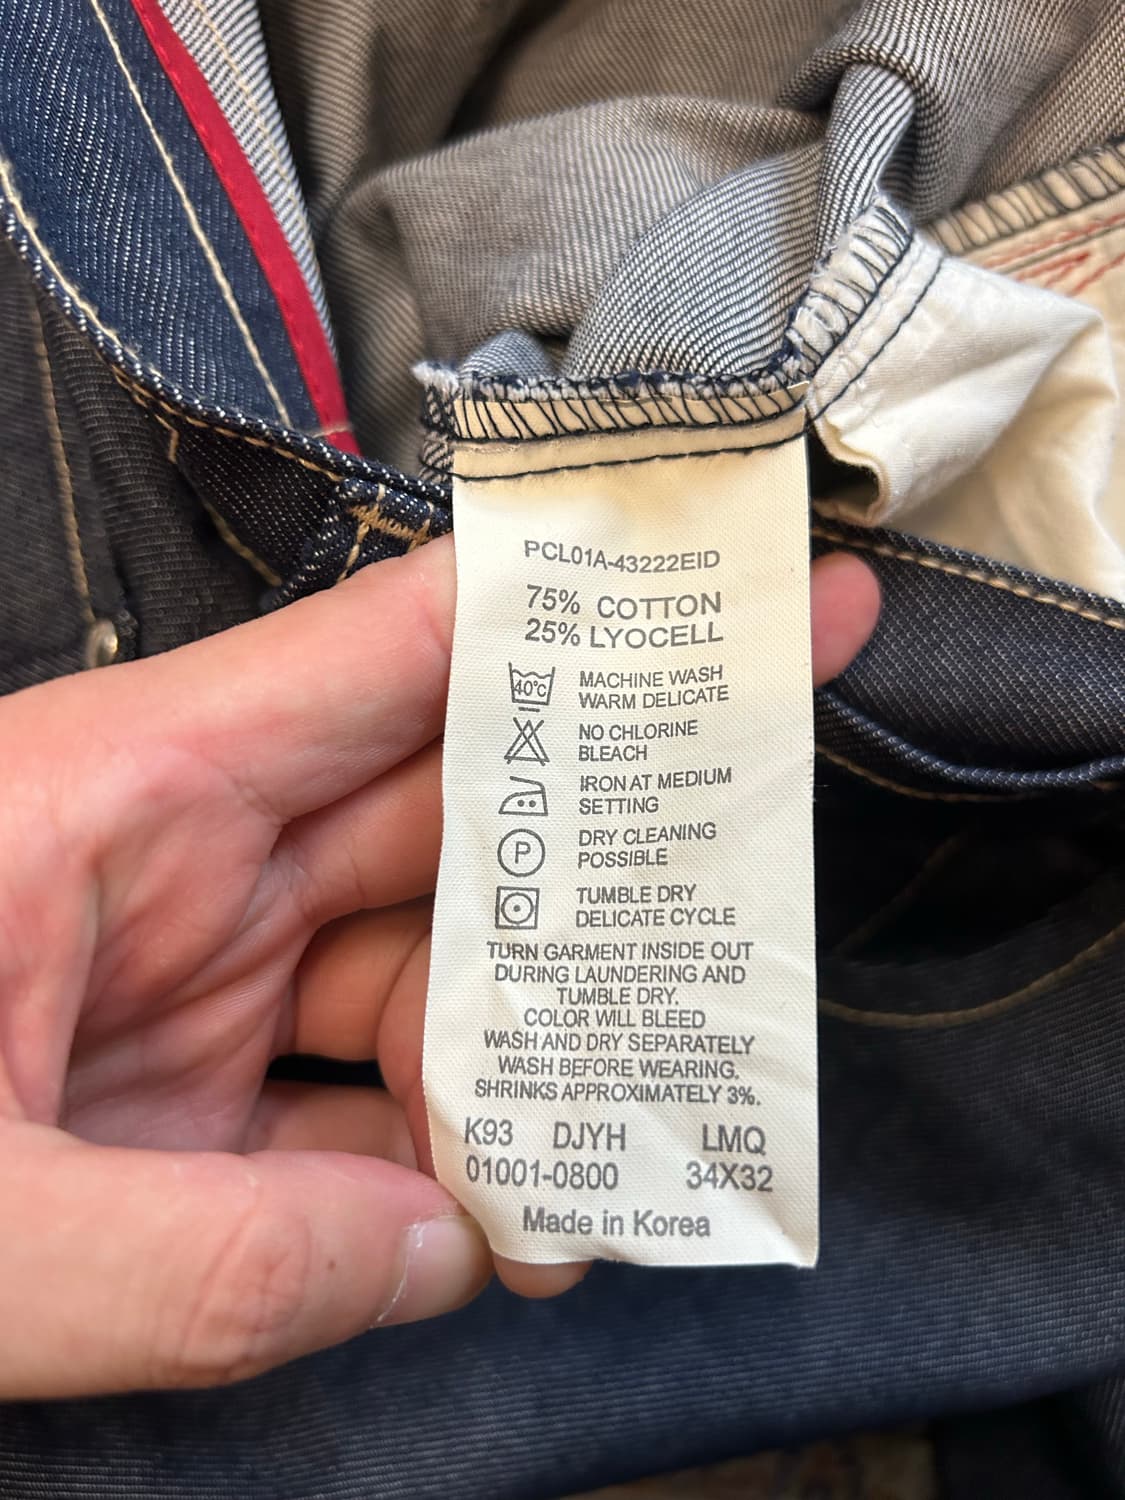 PCL01A-43222EID
75% COTTON
25% LYOCELL
40°C MACHINE WASH
WARM DELICATE
NO CHLORINE
BLEACH
IRON AT MEDIUM
SETTING
P DRY CLEANING
POSSIBLE
TUMBLE DRY
DELICATE CYCLE
TURN GARMENT INSIDE OUT
DURING LAUNDERING AND
TUMBLE DRY.
COLOR WILL BLEED
WASH AND DRY SEPARATELY
WASH BEFORE WEARING.
SHRINKS APPROXIMATELY 3%.
K93 DJYH LMQ
01001-0800 34X32
Made in Korea